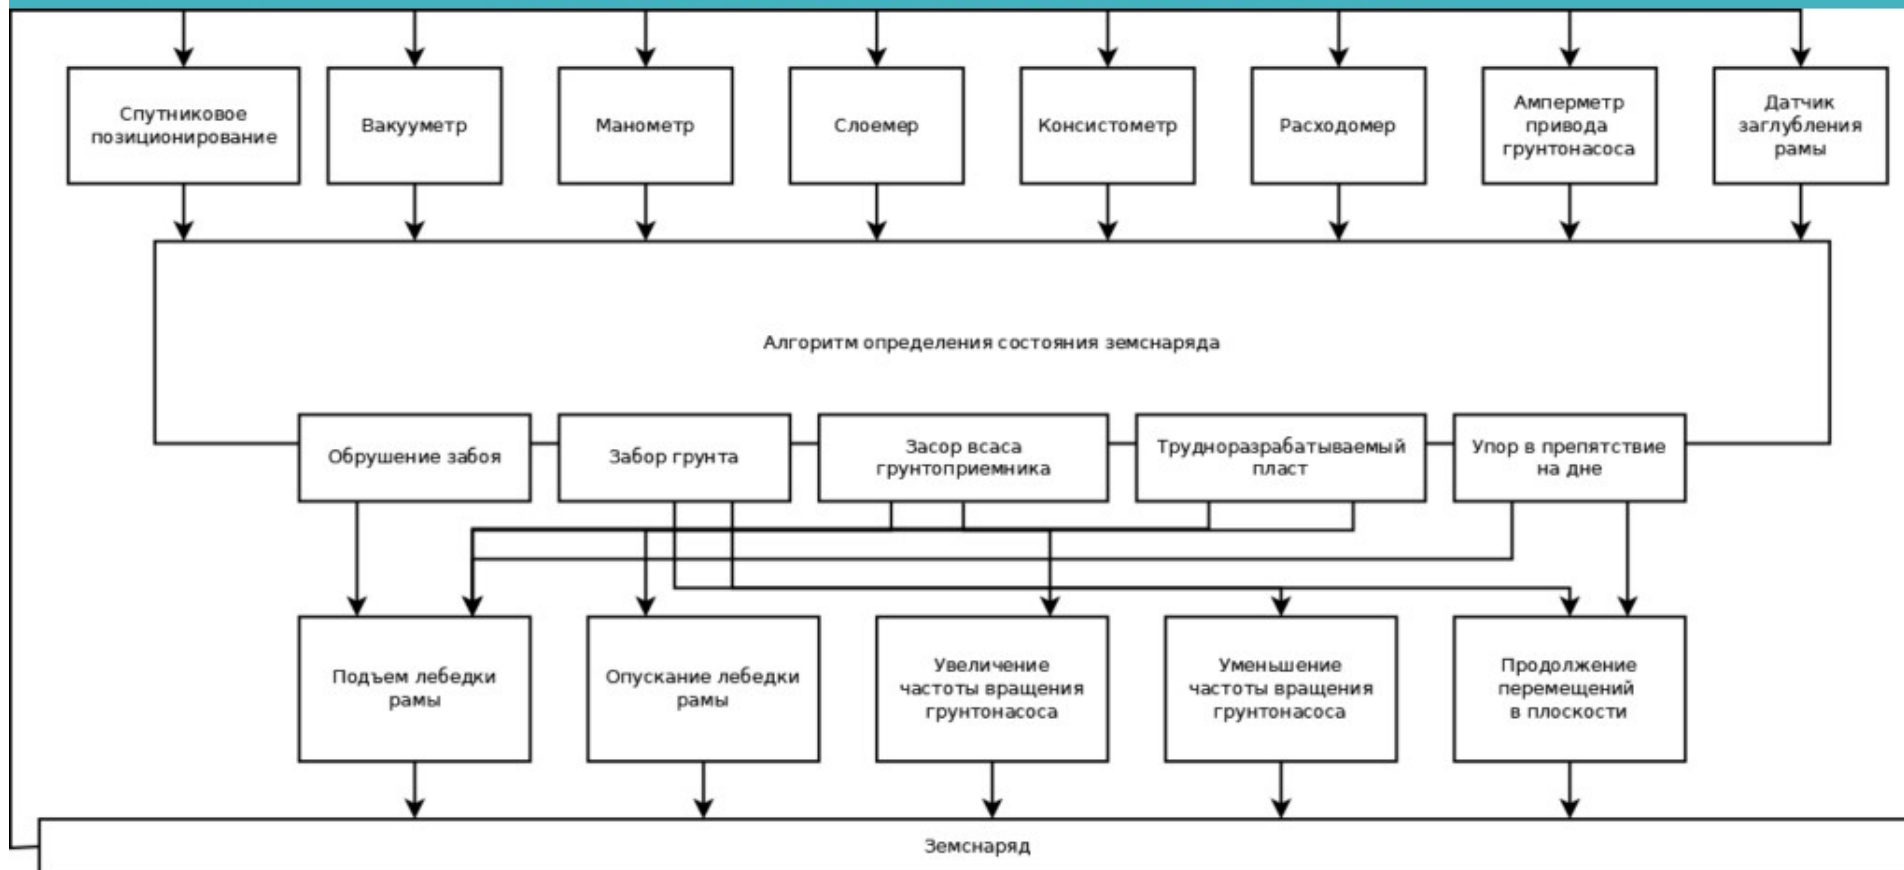 Спутниковое
позиционирование
Вакууметр
Манометр
Слоемер
Консистометр
Расходомер
Амперметр
привода
грунтонасоса
Датчик
заглубления
рамы
Алгоритм определения состояния земснаряда
Обрушение забоя
Забор грунта
Засор всаса
грунтоприемника
Трудноразрабатываемый
пласт
Упор в препятствие
на дне
Подъем лебедки
рамы
Опускание лебедки
рамы
Увеличение
частоты вращения
грунтонасоса
Уменьшение
частоты вращения
грунтонасоса
Продолжение
перемещений
в плоскости
Земснаряд